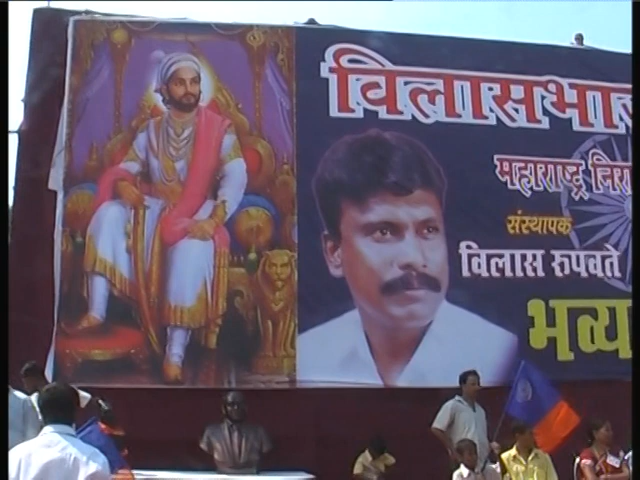 विलासभाऊ
महाराष्ट्र
संस्थापक
विलास रुपवते
भव्य